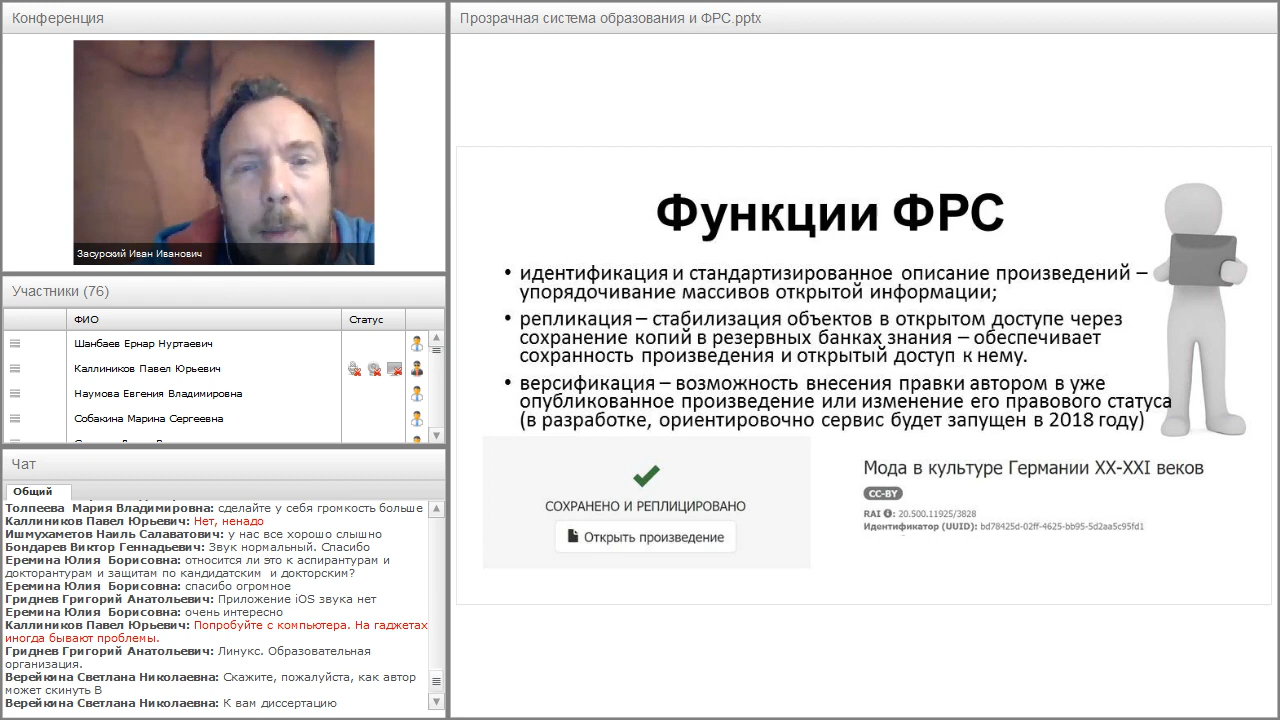 Конференция
Засурский Иван Иванович
Участники (76)
ФИО
Статус
Шанбаев Ернар Нуртаевич
Каллиников Павел Юрьевич
Наумова Евгения Владимировна
Собакина Марина Сергеевна
Чат
Общий
Толпеева Мария Владимировна: сделайте у себя громкость больше
Каллиников Павел Юрьевич: Нет, ненадо
Ишмухаметов Наиль Салаватович: у нас все хорошо слышно
Бондарев Виктор Геннадьевич: Звук нормальный. Спасибо
Еремина Юлия Борисовна: относится ли это к аспирантурам и
докторантурам и защитам по кандидатским и докторским?
Еремина Юлия Борисовна: спасибо огромное
Гриднев Григорий Анатольевич: Приложение iOS звука нет
Еремина Юлия Борисовна: очень интересно
Каллиников Павел Юрьевич: Попробуйте с компьютера. На гаджетах
иногда бывают проблемы.
Гриднев Григорий Анатольевич: Линукс. Образовательная
организация.
Верейкина Светлана Николаевна: Скажите, пожалуйста, как автор
может скинуть В
Верейкина Светлана Николаевна: К вам диссертацию
Прозрачная система образования и ФРС.pptx
Функции ФРС
• идентификация и стандартизированное описание произведений –
упорядочивание массивов открытой информации;
• репликация – стабилизация объектов в открытом доступе через
сохранение копий в резервных банках знания – обеспечивает
сохранность произведения и открытый доступ к нему.
• версификация – возможность внесения правки автором в уже
опубликованное произведение или изменение его правового статуса
(в разработке, ориентировочно сервис будет запущен в 2018 году)
СОХРАНЕНО И РЕПЛИЦИРОВАНО
Открыть произведение
Мода в культуре Германии XX-XXI веков
CC-BY
RAI: 20.500.11925/3828
Идентификатор (UUID): bd78425d-02ff-4625-bb95-5d2aa5c95fd1